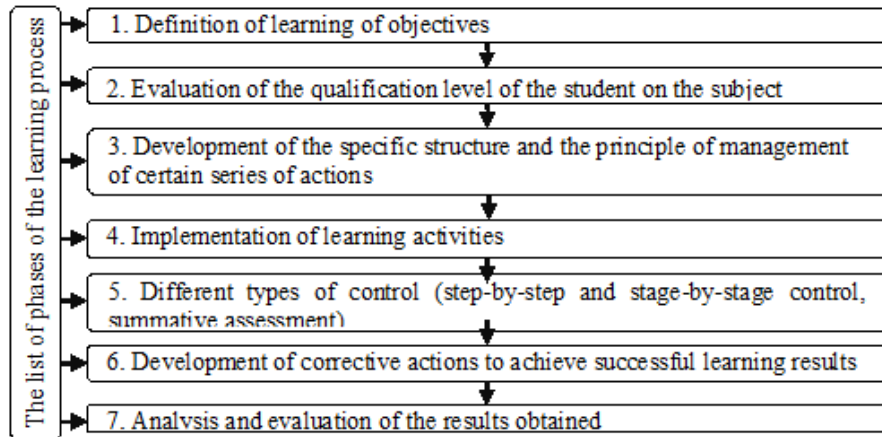 The list of phases of the learning process
1. Definition of learning of objectives
2. Evaluation of the qualification level of the student on the subject
3. Development of the specific structure and the principle of management
of certain series of actions
4. Implementation of learning activities
5. Different types of control (step-by-step and stage-by-stage control,
summative assessment)
6. Development of corrective actions to achieve successful learning results
7. Analysis and evaluation of the results obtained